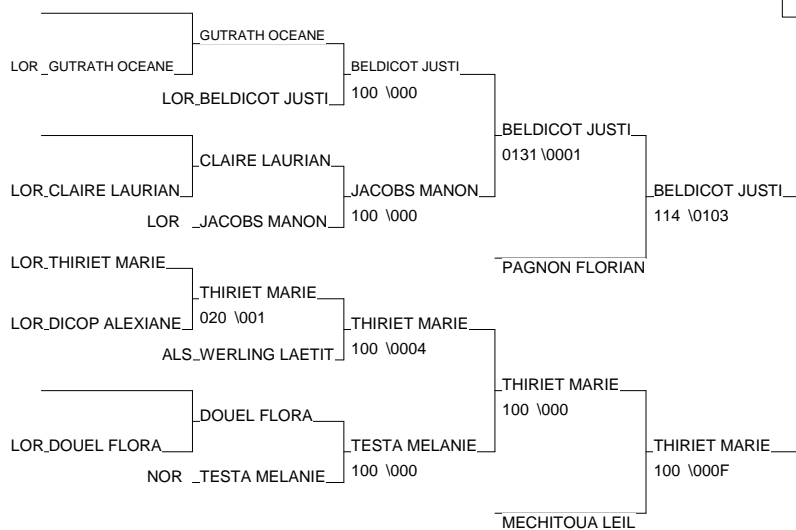 GUTRATH OCEANE
LOR GUTRATH OCEANE
BELDICOT JUSTI
LOR BELDICOT JUSTI
100 \000
BELDICOT JUSTI
0131 \0001
CLAIRE LAURIAN
LOR CLAIRE LAURIAN
JACOBS MANON
BELDICOT JUSTI
LOR JACOBS MANON
100 \000
114 \0103
LOR THIRIET MARIE
PAGNON FLORIAN
THIRIET MARIE
020 \001
LOR DICOP ALEXIANE
THIRIET MARIE
ALS WERLING LAETIT
100 \0004
THIRIET MARIE
100 \000
DOUEL FLORA
LOR DOUEL FLORA
TESTA MELANIE
THIRIET MARIE
NOR TESTA MELANIE
100 \000
100 \000F
MECHITOUA LEIL